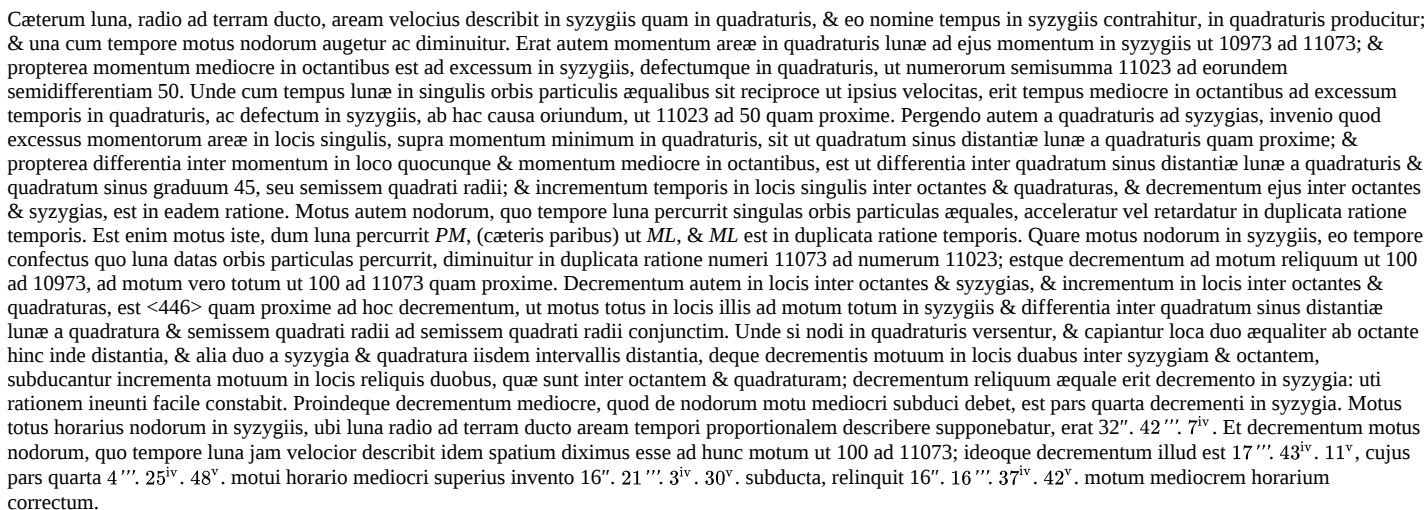 Cæterum luna, radio ad terram ducto, aream velocius describit in syzygiis quam in quadraturis, & eo nomine tempus in syzygiis contrahitur, in quadraturis producitur;
& una cum tempore motus nodorum augetur ac diminuitur. Erat autem momentum areæ in quadraturis lunæ ad ejus momentum in syzygiis ut 10973 ad 11073; &
propterea momentum mediocre in octantibus est ad excessum in syzygiis, defectumque in quadraturis, ut numerorum semisumma 11023 ad eorundem
semidifferentiam 50. Unde cum tempus lunæ in singulis orbis particulis æqualibus sit reciproce ut ipsius velocitas, erit tempus mediocre in octantibus ad excessum
temporis in quadraturis, ac defectum in syzygiis, ab hac causa oriundum, ut 11023 ad 50 quam proxime. Pergendo autem a quadraturis ad syzygias, invenio quod
excessus momentorum areæ in locis singulis, supra momentum minimum in quadraturis, sit ut quadratum sinus distantiæ lunæ a quadraturis quam proxime; &
propterea differentia inter momentum in loco quocunque & momentum mediocre in octantibus, est ut differentia inter quadratum sinus distantiæ lunæ a quadraturis &
quadratum sinus graduum 45, seu semissem quadrati radii; & incrementum temporis in locis singulis inter octantes & quadraturas, & decrementum ejus inter octantes
& syzygias, est in eadem ratione. Motus autem nodorum, quo tempore luna percurrit singulas orbis particulas æquales, acceleratur vel retardatur in duplicata ratione
temporis. Est enim motus iste, dum luna percurrit PM, (cæteris paribus) ut ML, & ML est in duplicata ratione temporis. Quare motus nodorum in syzygiis, eo tempore
confectus quo luna datas orbis particulas percurrit, diminuitur in duplicata ratione numeri 11073 ad numerum 11023; estque decrementum ad motum reliquum ut 100
ad 10973, ad motum vero totum ut 100 ad 11073 quam proxime. Decrementum autem in locis inter octantes & syzygias, & incrementum in locis inter octantes &
quadraturas, est <446> quam proxime ad hoc decrementum, ut motus totus in locis illis ad motum totum in syzygiis & differentia inter quadratum sinus distantiæ
lunæ a quadratura & semissem quadrati radii ad semissem quadrati radii conjunctim. Unde si nodi in quadraturis versentur, & capiantur loca duo æqualiter ab octante
hinc inde distantia, & alia duo a syzygia & quadratura iisdem intervallis distantia, deque decrementis motuum in locis duabus inter syzygiam & octantem,
subducantur incrementa motuum in locis reliquis duobus, quæ sunt inter octantem & quadraturam; decrementum reliquum æquale erit decremento in syzygia: uti
rationem ineunti facile constabit. Proindeque decrementum mediocre, quod de nodorum motu mediocri subduci debet, est pars quarta decrementi in syzygia. Motus
totus horarius nodorum in syzygiis, ubi luna radio ad terram ducto aream tempori proportionalem describere supponebatur, erat 32″. 42‴. 7ⁱᵛ. Et decrementum motus
nodorum, quo tempore luna jam velocior describit idem spatium diximus esse ad hunc motum ut 100 ad 11073; ideoque decrementum illud est 17‴. 43ⁱᵛ. 11ᵛ, cujus
pars quarta 4‴. 25ⁱᵛ. 48ᵛ. motui horario mediocri superius invento 16″. 21‴. 3ⁱᵛ. 30ᵛ. subducta, relinquit 16″. 16‴. 37ⁱᵛ. 42ᵛ. motum mediocrem horarium
correctum.